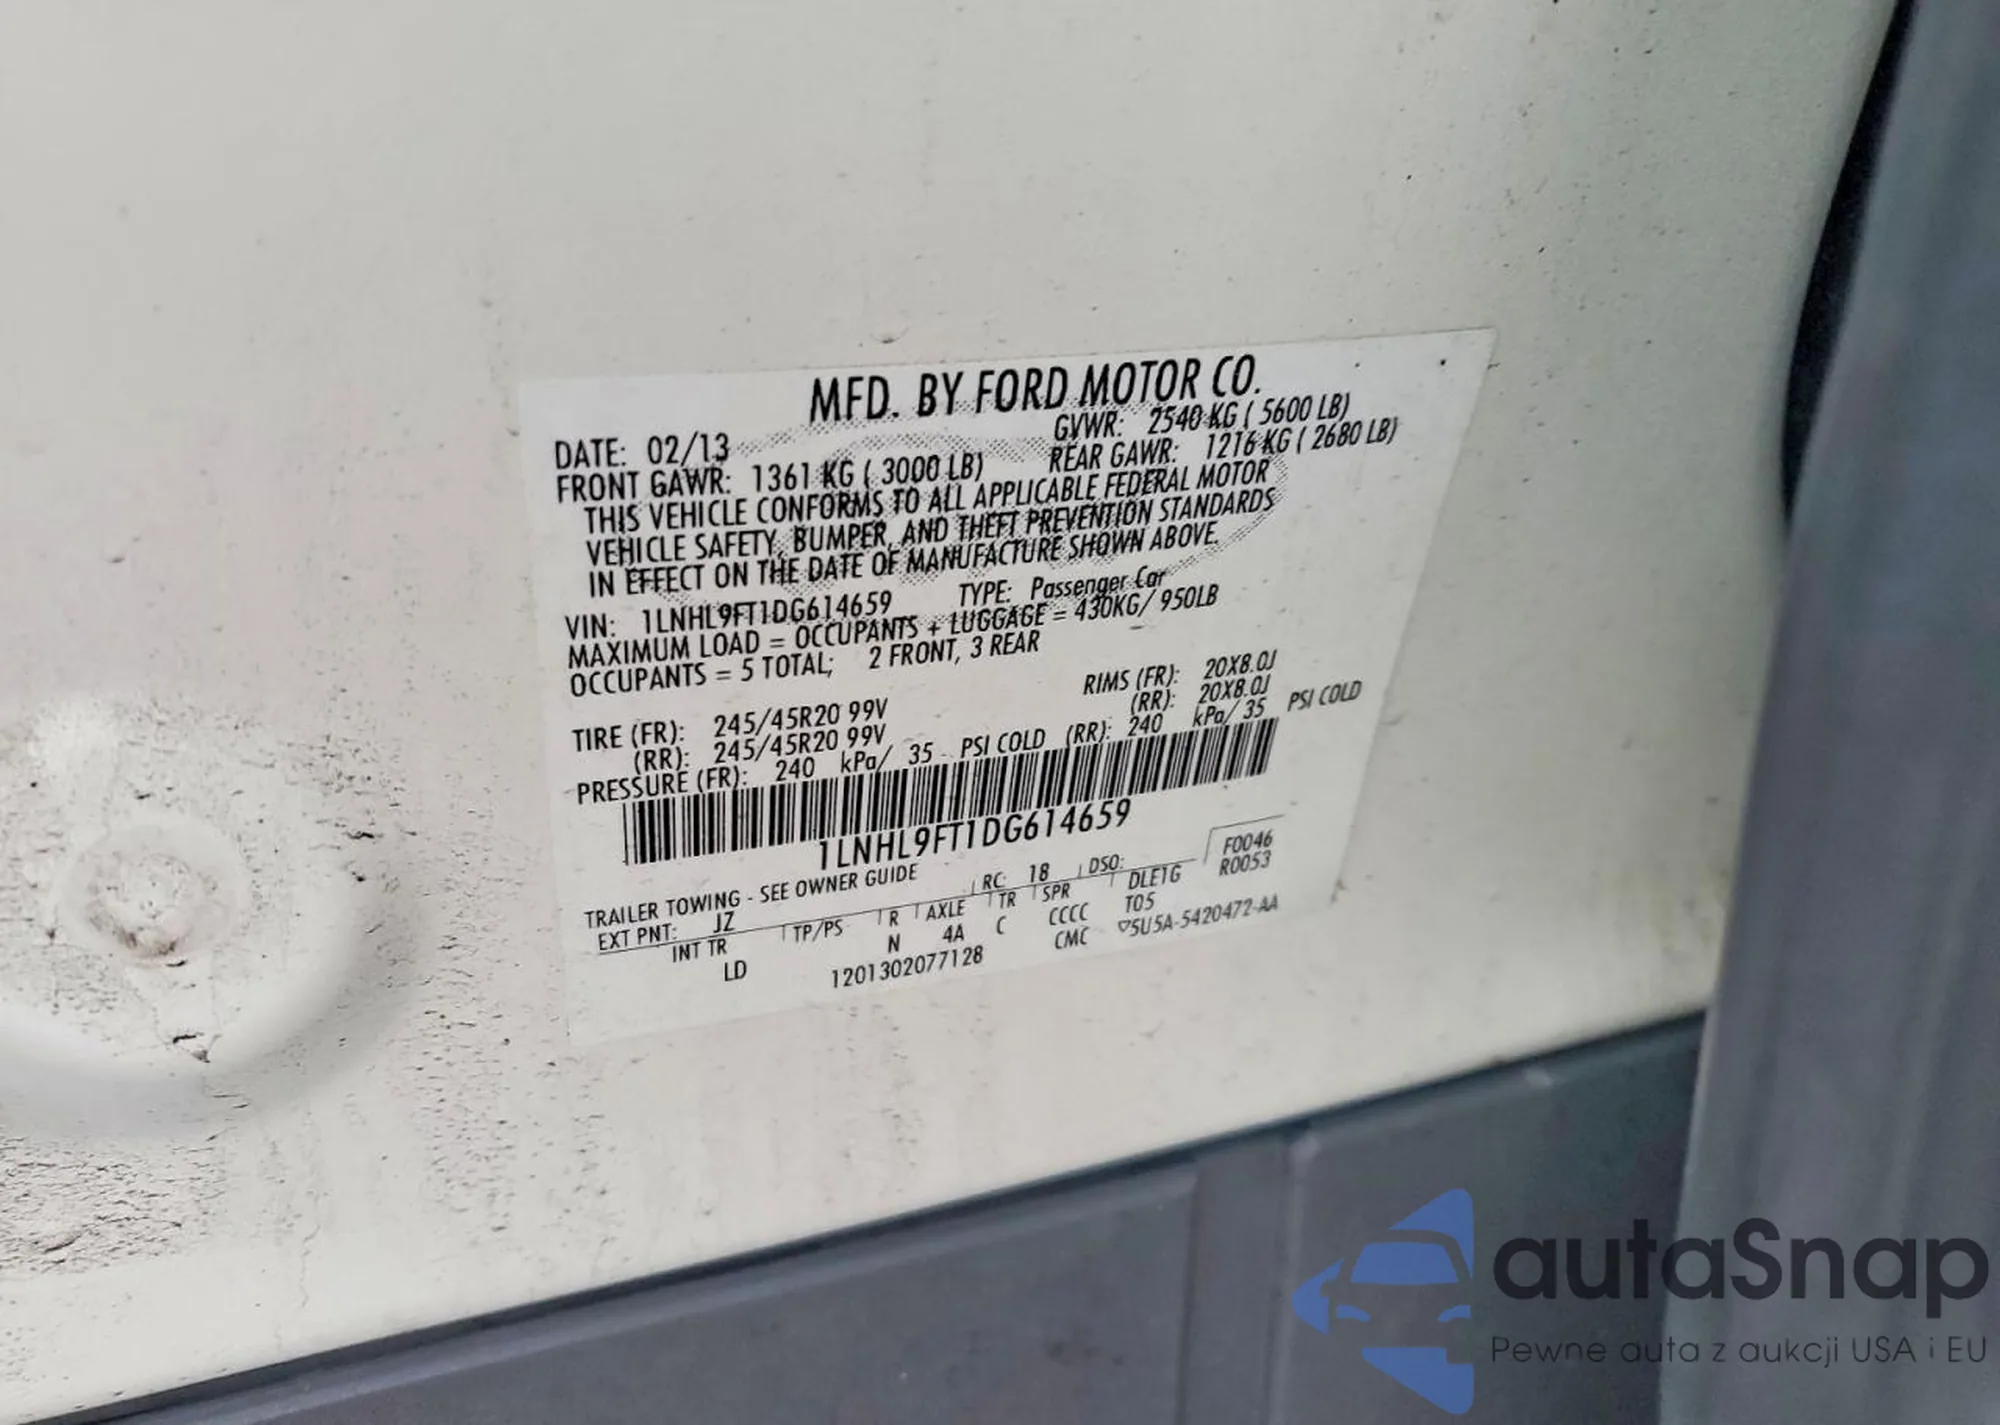 MFD. BY FORD MOTOR CO.
DATE: 02/13 GVWR: 2540 KG ( 5600 LB)
FRONT GAWR: 1361 KG ( 3000 LB) REAR GAWR: 1216 KG ( 2680 LB)
THIS VEHICLE CONFORMS TO ALL APPLICABLE FEDERAL MOTOR
VEHICLE SAFETY, BUMPER, AND THEFT PREVENTION STANDARDS
IN EFFECT ON THE DATE OF MANUFACTURE SHOWN ABOVE.
VIN: 1LNHL9FT1DG614659 TYPE: Passenger Car
MAXIMUM LOAD = OCCUPANTS + LUGGAGE = 430KG/ 950LB
OCCUPANTS = 5 TOTAL; 2 FRONT, 3 REAR
TIRE (FR): 245/45R20 99V RIMS (FR): 20X8.0J
(RR): 245/45R20 99V (RR): 20X8.0J
PRESSURE (FR): 240 kPa/ 35 PSI COLD (RR): 240 kPa/ 35 PSI COLD
1LNHL9FT1DG614659
TRAILER TOWING - SEE OWNER GUIDE F0046
EXT PNT: JZ RC: 18 DSO: R0053
INT TR TP/PS R AXLE TR SPR DLE1G
LD N 4A C CCCC T05
1201302077128 CMC ▽5U5A-5420472-AA
autaSnap
Pewne auta z aukcji USA i EU